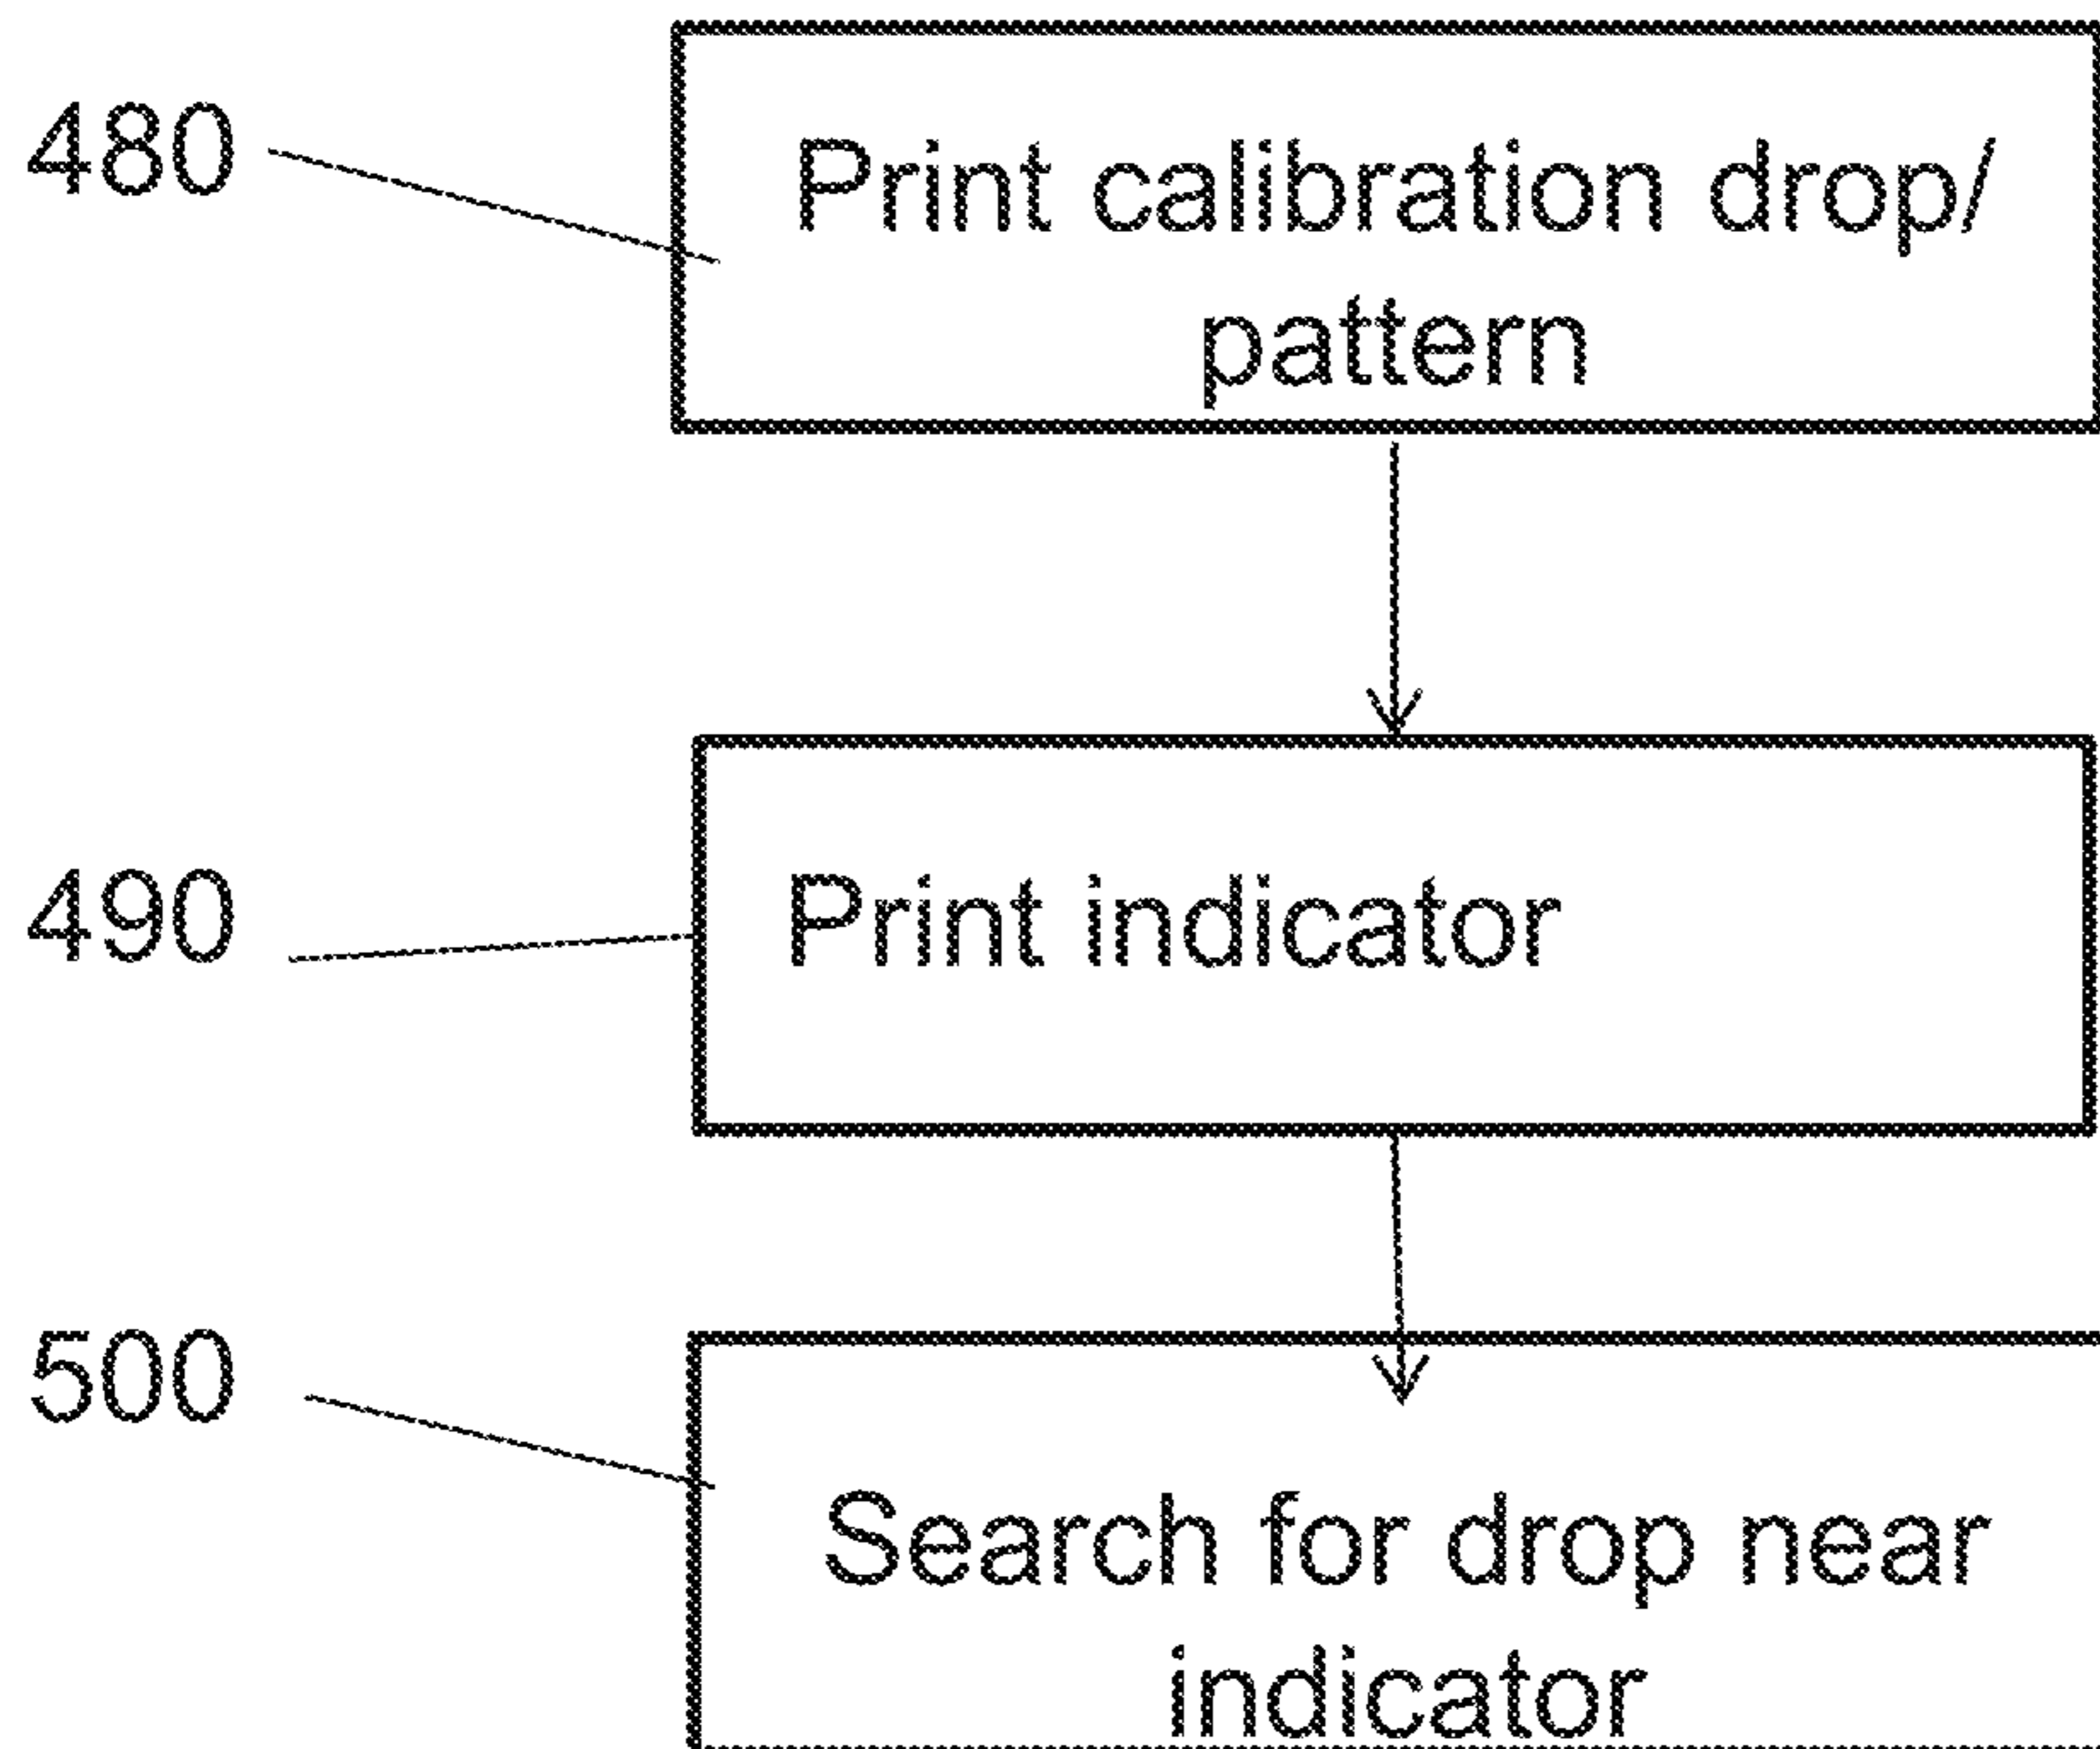 480
Print calibration drop/
pattern
490
Print indicator
500
Search for drop near
indicator